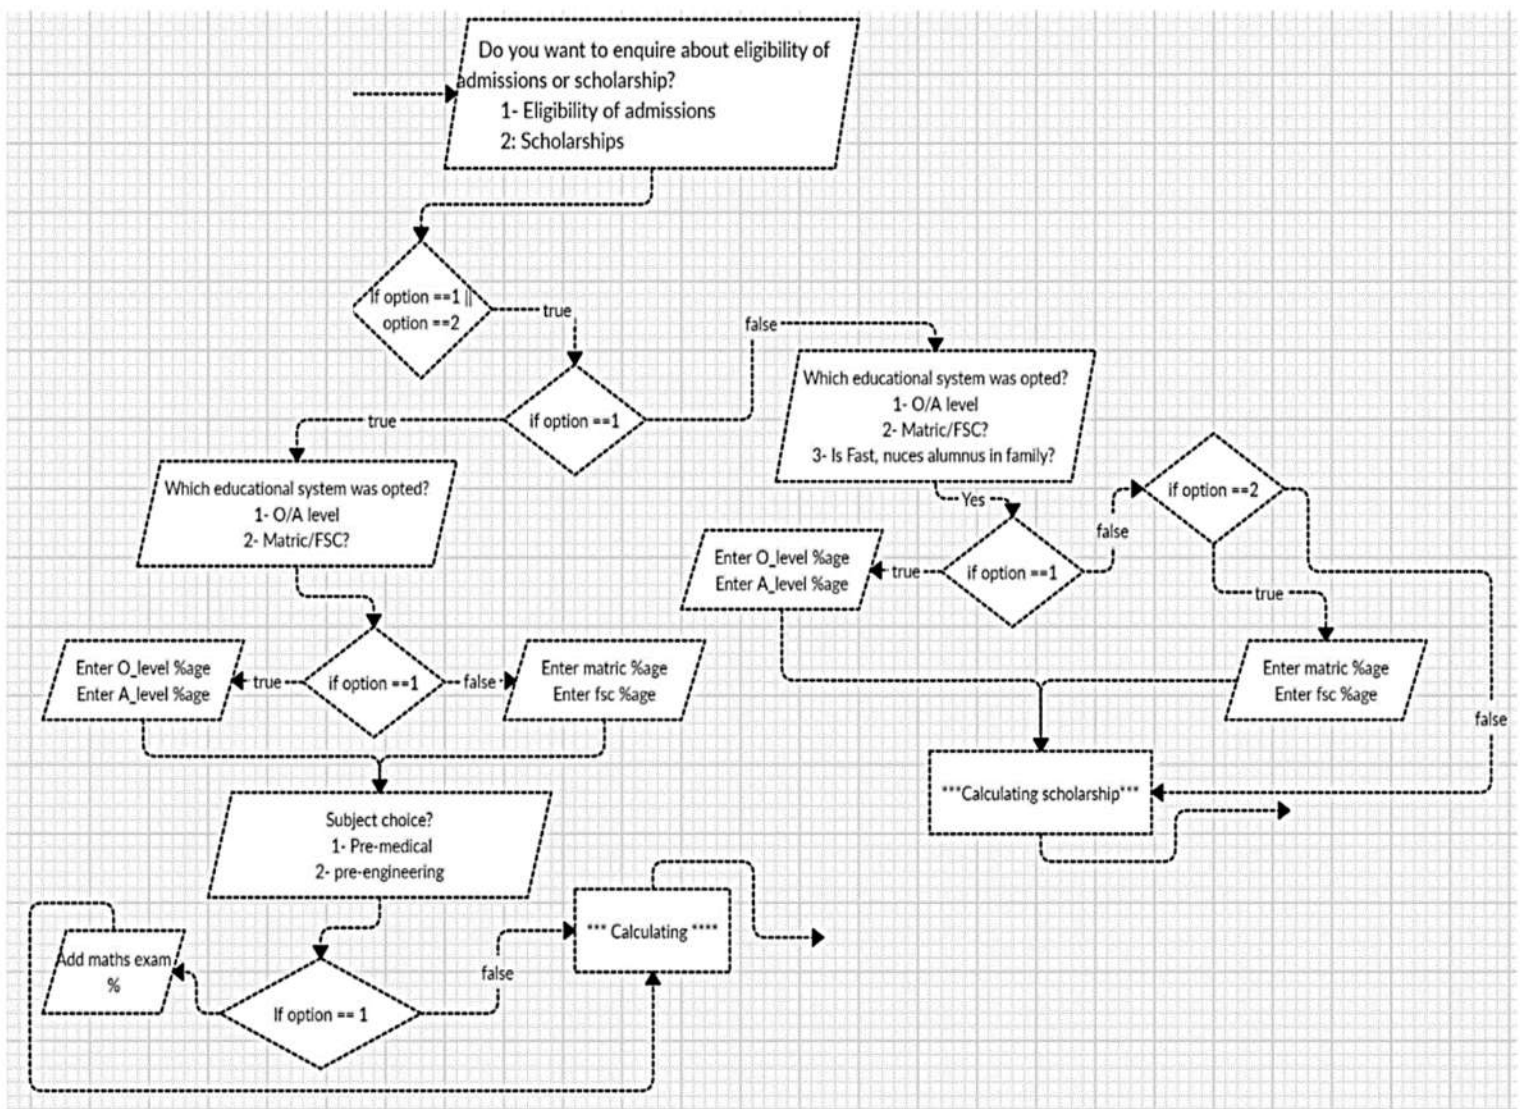 Do you want to enquire about eligibility of
admissions or scholarship?
1- Eligibility of admissions
2: Scholarships
If option ==1 ||
option ==2
true
if option ==1
true
false
Which educational system was opted?
1- O/A level
2- Matric/FSC?
3- Is Fast, nuces alumnus in family?
Yes
if option ==1
true
Enter O_level %age
Enter A_level %age
false
if option ==2
true
Enter matric %age
Enter fsc %age
false
***Calculating scholarship***
Which educational system was opted?
1- O/A level
2- Matric/FSC?
if option ==1
true
Enter O_level %age
Enter A_level %age
false
Enter matric %age
Enter fsc %age
Subject choice?
1- Pre-medical
2- pre-engineering
If option == 1
Add maths exam
%
false
*** Calculating ****